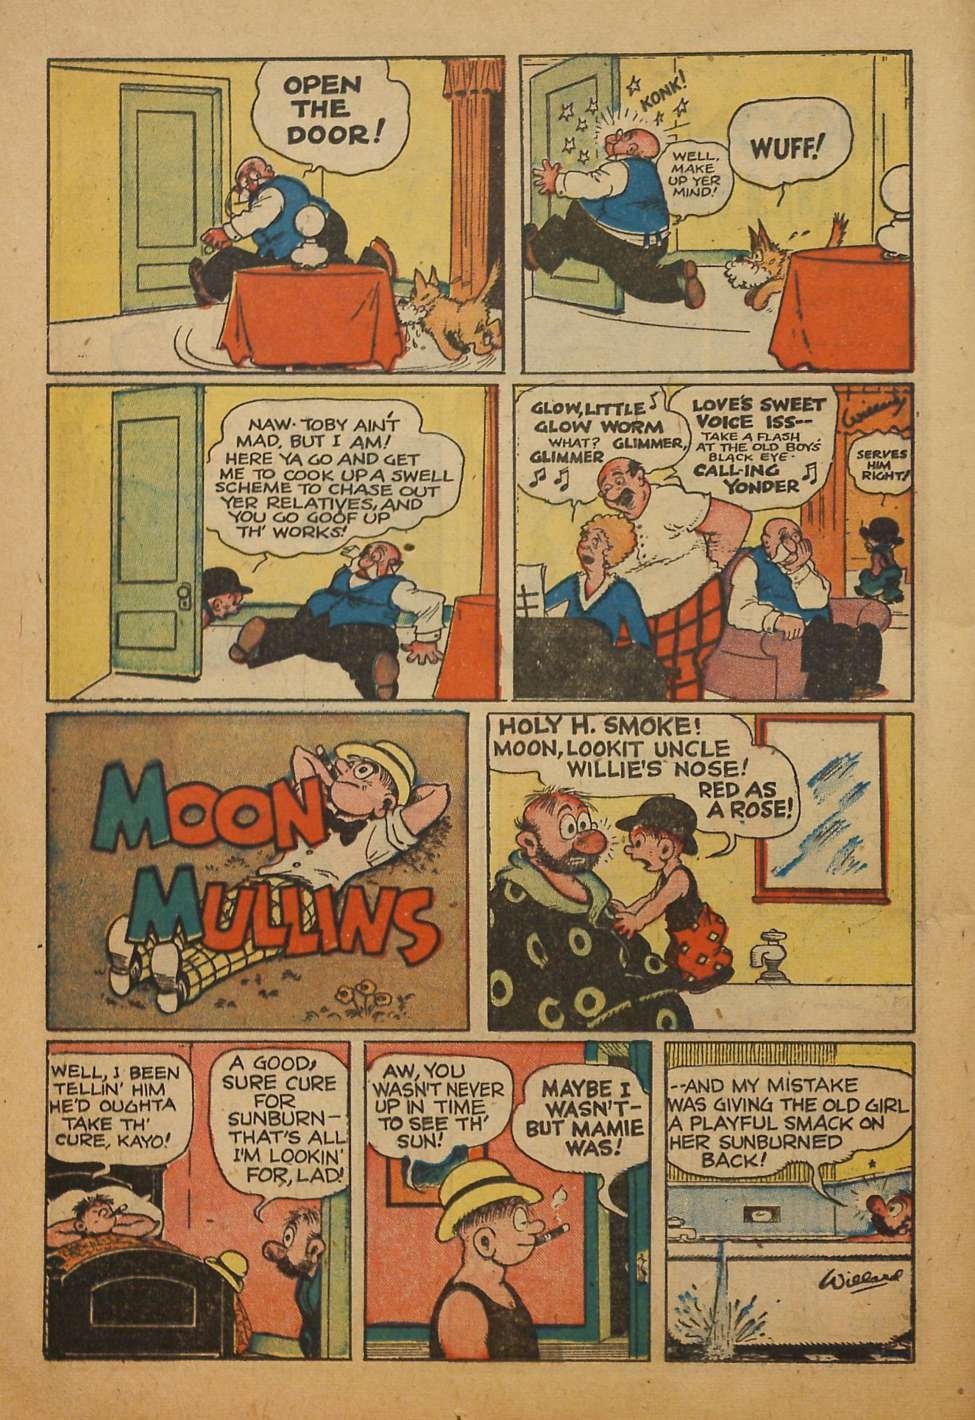 OPEN
THE
DOOR!
KONK!
WELL,
MAKE
UP YER
MIND!
WUFF!
NAW-TOBY AIN'T
MAD, BUT I AM!
HERE YA GO AND GET
ME TO COOK UP A SWELL
SCHEME TO CHASE OUT
YER RELATIVES, AND
YOU GO GOOF UP
TH' WORKS!
GLOW, LITTLE
GLOW WORM
WHAT? GLIMMER,
GLIMMER
LOVE'S SWEET
VOICE ISS--
TAKE A FLASH
AT THE OLD BOYS'
BLACK EYE-
CALL-ING
YONDER
Willard
SERVES
HIM
RIGHT!
MOON
MULLINS
HOLY H. SMOKE!
MOON, LOOKIT UNCLE
WILLIE'S NOSE!
RED AS
A ROSE!
WELL, I BEEN
TELLIN' HIM
HE'D OUGHTA
TAKE TH'
CURE, KAYO!
A GOOD,
SURE CURE
FOR
SUNBURN—
THAT'S ALL
I'M LOOKIN'
FOR, LAD!
AW, YOU
WASN'T NEVER
UP IN TIME
TO SEE TH'
SUN!
MAYBE I
WASN'T-
BUT MAMIE
WAS!
--AND MY MISTAKE
WAS GIVING THE OLD GIRL
A PLAYFUL SMACK ON
HER SUNBURNED
BACK!
Willard